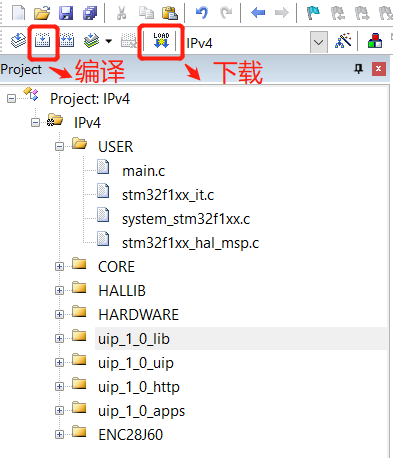 LOAD
IPv4
Project
编译
下载
Project: IPv4
IPv4
USER
main.c
stm32f1xx_it.c
system_stm32f1xx.c
stm32f1xx_hal_msp.c
CORE
HALLIB
HARDWARE
uip_1_0_lib
uip_1_0_uip
uip_1_0_http
uip_1_0_apps
ENC28J60